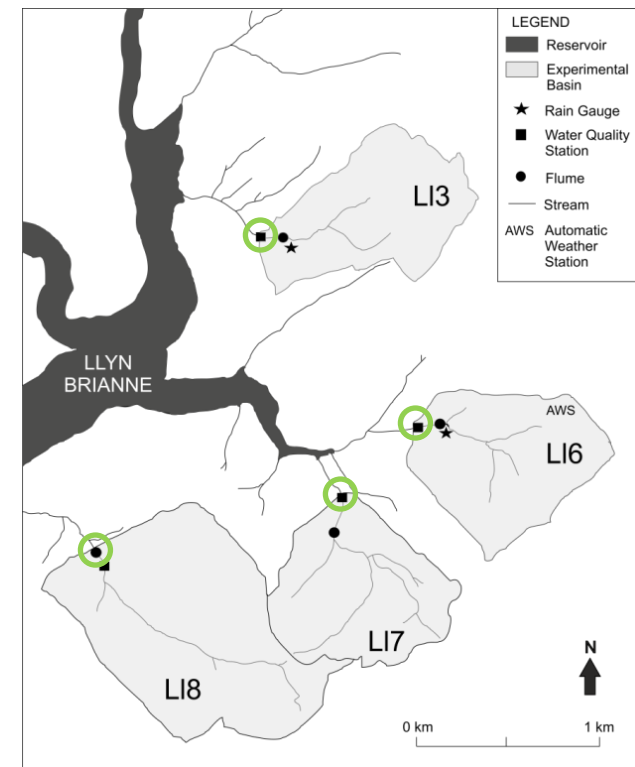 LEGEND
Reservoir
Experimental
Basin
Rain Gauge
Water Quality
Station
Flume
Stream
AWS Automatic
Weather
Station
LI3
LLYN
BRIANNE
AWS
LI6
LI7
LI8
N
0 km 1 km